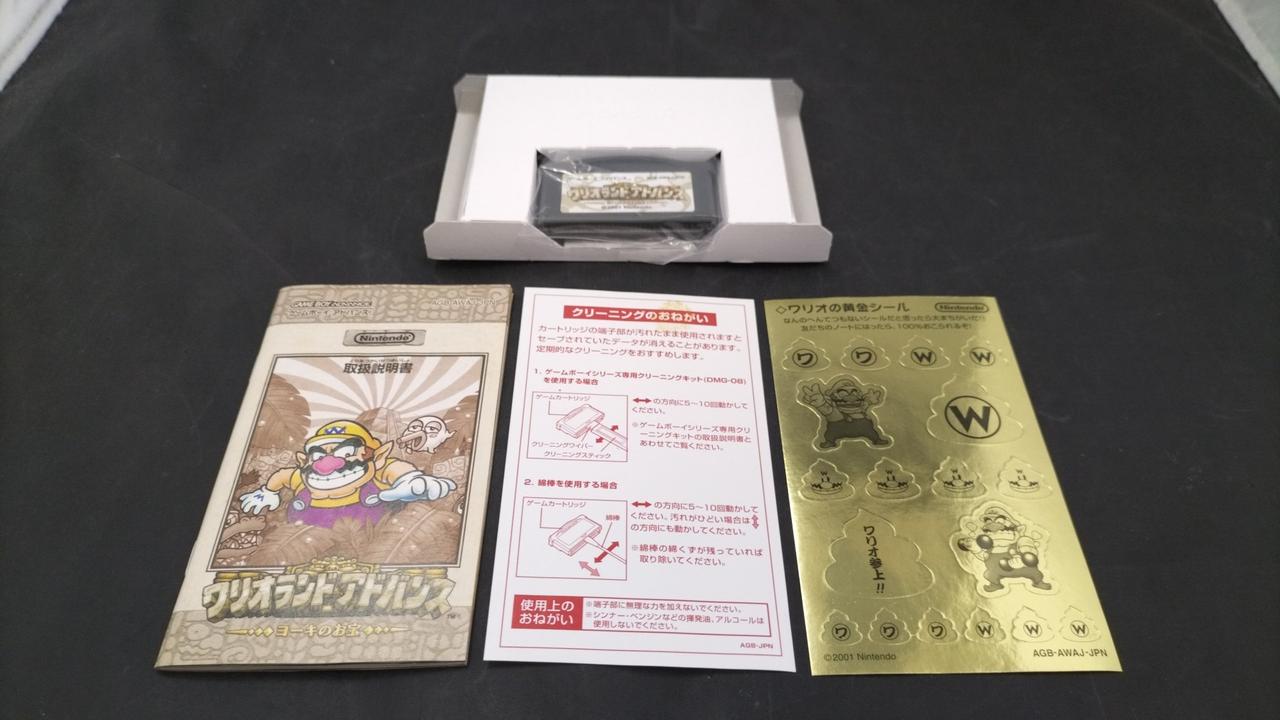 ワリオランドアドバンス
©2001 Nintendo
GAME BOY ADVANCE
ゲームボーイ アドバンス
AGB-AWAJ-JPN
Nintendo
取扱説明書
ワリオランドアドバンス
TM
ヨーキのお宝
クリーニングのおねがい
カートリッジの端子部が汚れたまま使用されますと
セーブされていたデータが消えることがあります。
定期的なクリーニングをおすすめします。
1. ゲームボーイシリーズ専用クリーニングキット(DMG-08)
を使用する場合
ゲームカートリッジ
クリーニングワイパー
クリーニングスティック
の方向に5〜10回動かして
ください。
※ゲームボーイシリーズ専用クリ
ーニングキットの取扱説明書と
あわせてご覧ください。
2. 綿棒を使用する場合
ゲームカートリッジ
綿棒
の方向に5〜10回動かして
ください。汚れがひどい場合は
の方向にも動かしてください。
※綿棒の綿くずが残っていれば
取り除いてください。
使用上の
おねがい
※端子部に無理な力を加えないでください。
※シンナー・ベンジンなどの揮発油、アルコールは
使用しないでください。
AGB-JPN
◇ワリオの黄金シール
Nintendo
なんのへんてつもないシールだと思ったら大まちがいだ!!
友だちのノートにはったら、100%おこられるぞ!
ワ ワ W W
W
ワリオ参上!!
ワ ワ ワ W W W
©2001 Nintendo
AGB-AWAJ-JPN